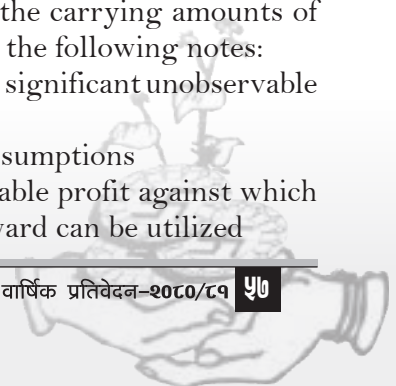 the carrying amounts of
the following notes:
significant unobservable
sumptions
able profit against which
ward can be utilized
वार्षिक प्रतिवेदन–२०८०/८१ ५७